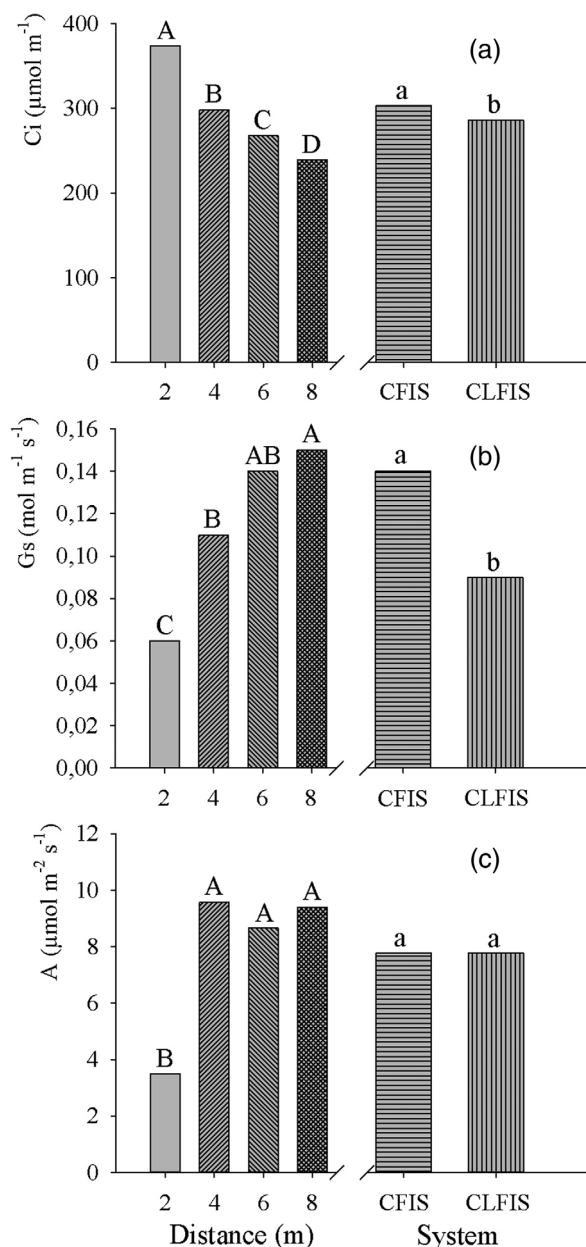 Ci (µmol m⁻¹)
400
300
200
100
0
A
B
C
D
(a)
a
b
2 4 6 8 CFIS CLFIS
Gs (mol m⁻¹ s⁻¹)
0,16
0,14
0,12
0,10
0,08
0,06
0,04
0,02
0,00
C
B
AB
A
(b)
a
b
2 4 6 8 CFIS CLFIS
A (µmol m⁻² s⁻¹)
12
10
8
6
4
2
0
B
A
A
A
(c)
a
a
2 4 6 8 CFIS CLFIS
Distance (m) System